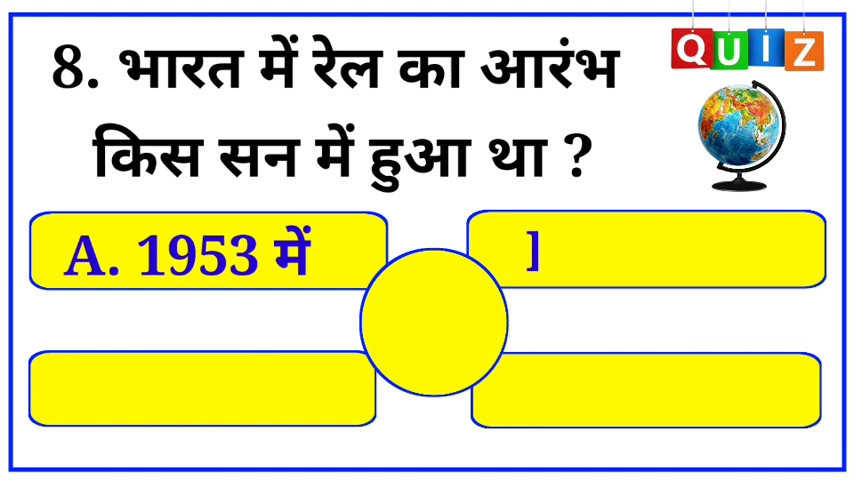 8. भारत में रेल का आरंभ
किस सन में हुआ था ?
QUIZ
A. 1953 में